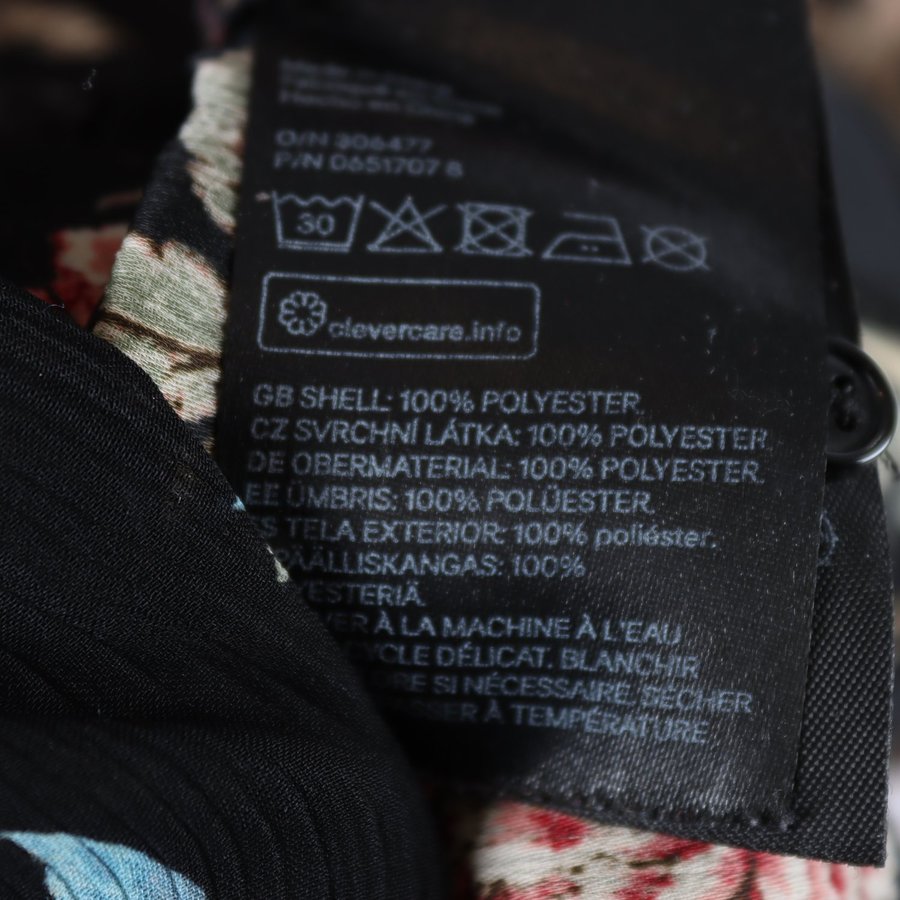 O/N 306477
P/N 0651707 8
30
clevercare.info
GB SHELL: 100% POLYESTER.
CZ SVRCHNÍ LÁTKA: 100% POLYESTER.
DE OBERMATERIAL: 100% POLYESTER.
EE ÜMBRIS: 100% POLÜESTER.
TELA EXTERIOR: 100% poliéster.
PÄÄLLISKANGAS: 100%
À LA MACHINE À L'EAU
CYCLE DÉLICAT. BLANCHIR
SI NÉCESSAIRE. SÉCHER
À TEMPÉRATURE